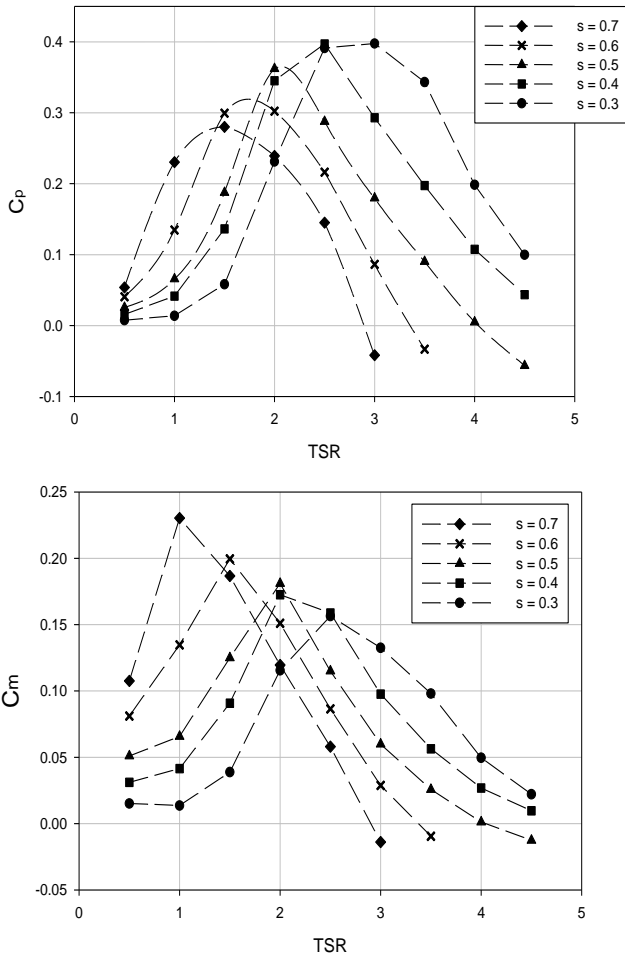 0.4
0.3
0.2
0.1
0.0
-0.1
Cp
0 1 2 3 4 5
TSR
s = 0.7
s = 0.6
s = 0.5
s = 0.4
s = 0.3
0.25
0.20
0.15
0.10
0.05
0.00
-0.05
Cm
0 1 2 3 4 5
TSR
s = 0.7
s = 0.6
s = 0.5
s = 0.4
s = 0.3